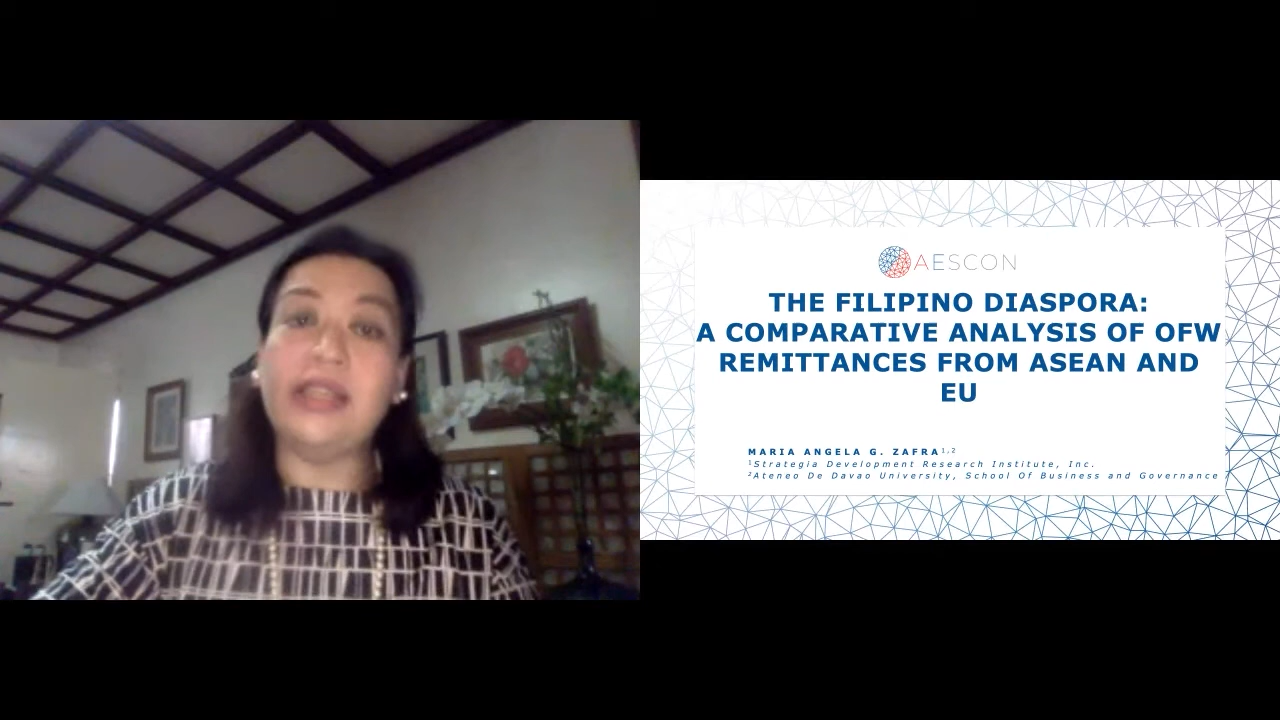 AESCON
THE FILIPINO DIASPORA:
A COMPARATIVE ANALYSIS OF OFW
REMITTANCES FROM ASEAN AND
EU
MARIA ANGELA G. ZAFRA1,2
1Strategia Development Research Institute, Inc.
2Ateneo De Davao University, School Of Business and Governance